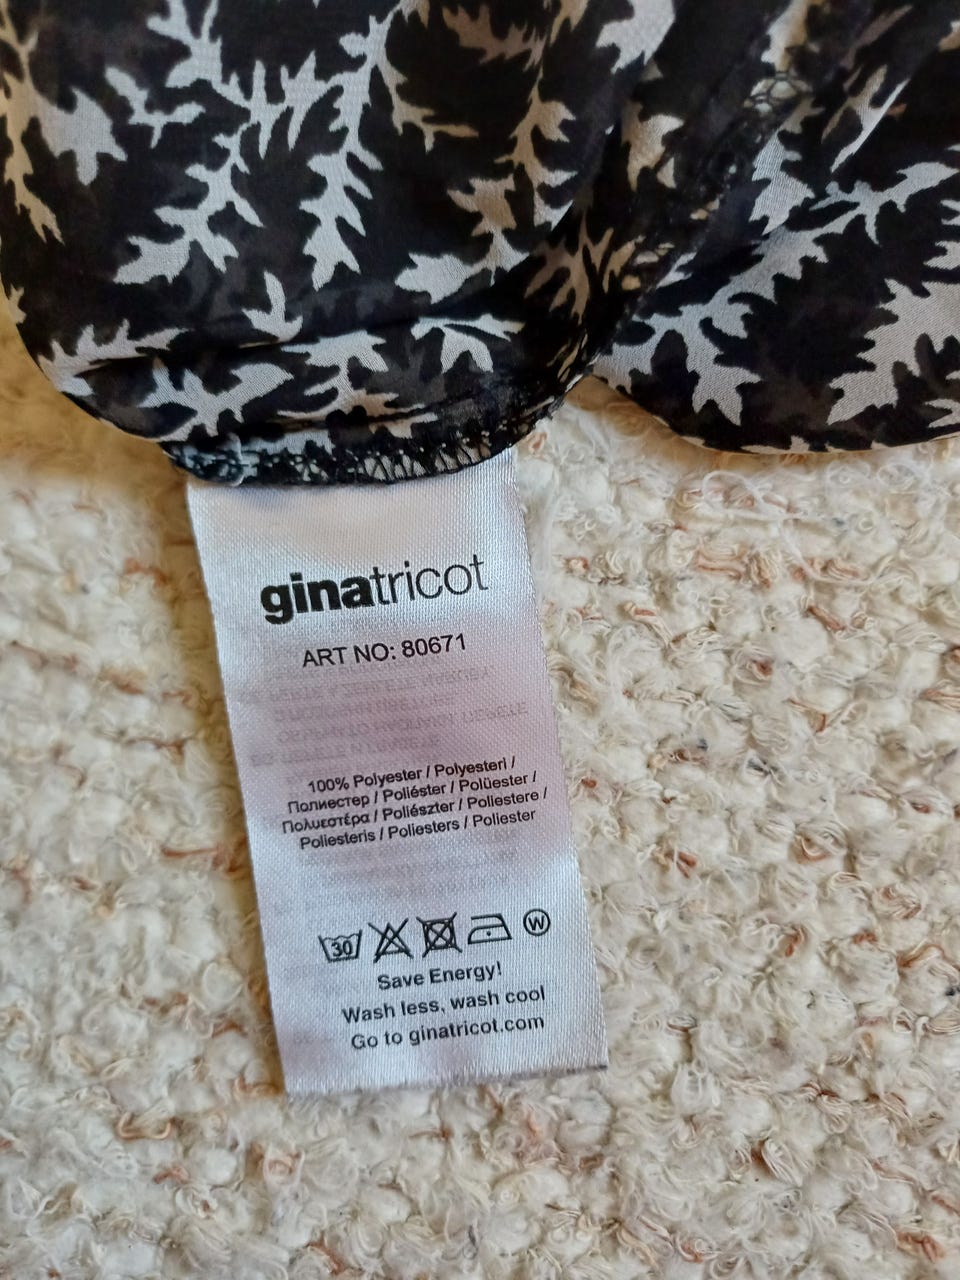 ginatricot
ART NO: 80671
100% Polyester / Polyesteri /
Полиестер / Poliéster / Polüester /
Πολυεστέρα / Poliészter / Poliestere /
Poliesteris / Poliesters / Poliester
30
W
Save Energy!
Wash less, wash cool
Go to ginatricot.com